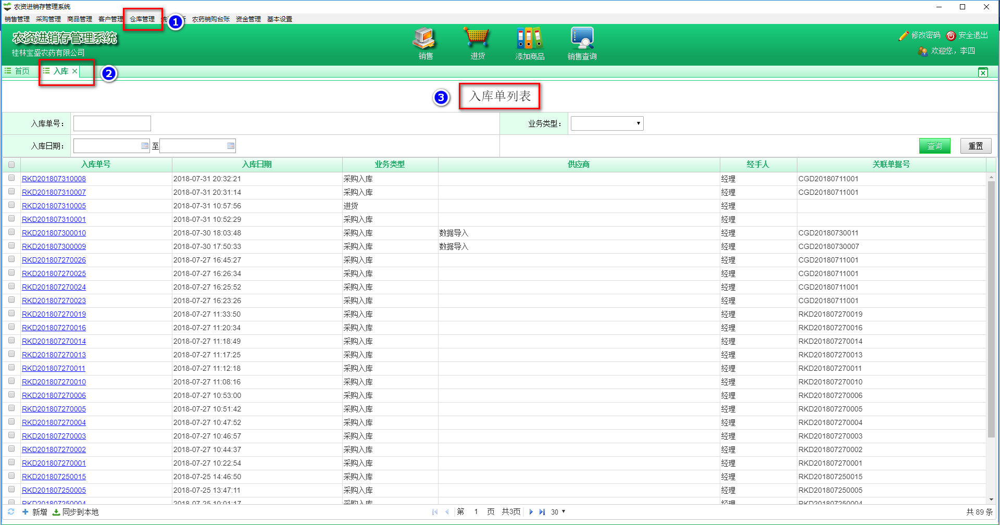 农资进销存管理系统
销售管理 采购管理 商品管理 客户管理 仓库管理 1 农药销购台账 资金管理 基本设置
农资进销存管理系统
桂林宝盛农药有限公司
销售 进货 添加商品 销售查询
修改密码 安全退出
欢迎您，李四
首页 入库 2
3 入库单列表
入库单号： 业务类型：
入库日期： 至 查询 重置
入库单号 入库日期 业务类型 供应商 经手人 关联单据号
RKD201807310008 2018-07-31 20:32:21 采购入库 经理 CGD20180711001
RKD201807310007 2018-07-31 20:31:14 采购入库 经理 CGD20180711001
RKD201807310005 2018-07-31 10:57:56 进货 经理
RKD201807310001 2018-07-31 10:52:29 采购入库 经理
RKD201807300010 2018-07-30 18:03:48 采购入库 数据导入 经理 CGD20180730011
RKD201807300009 2018-07-30 17:50:33 采购入库 数据导入 经理 CGD20180730007
RKD201807270026 2018-07-27 16:45:27 采购入库 经理 CGD20180711001
RKD201807270025 2018-07-27 16:26:34 采购入库 经理 CGD20180711001
RKD201807270024 2018-07-27 16:25:52 采购入库 经理 CGD20180711001
RKD201807270023 2018-07-27 16:23:26 采购入库 经理 CGD20180711001
RKD201807270019 2018-07-27 11:33:50 采购入库 经理 RKD201807270019
RKD201807270016 2018-07-27 11:20:34 采购入库 经理 RKD201807270016
RKD201807270014 2018-07-27 11:18:49 采购入库 经理 RKD201807270014
RKD201807270013 2018-07-27 11:17:25 采购入库 经理 RKD201807270013
RKD201807270011 2018-07-27 11:12:18 采购入库 经理 RKD201807270011
RKD201807270010 2018-07-27 11:08:16 采购入库 经理 RKD201807270010
RKD201807270006 2018-07-27 10:53:00 采购入库 经理 RKD201807270006
RKD201807270005 2018-07-27 10:51:42 采购入库 经理 RKD201807270005
RKD201807270004 2018-07-27 10:47:52 采购入库 经理 RKD201807270004
RKD201807270003 2018-07-27 10:46:57 采购入库 经理 RKD201807270003
RKD201807270002 2018-07-27 10:44:37 采购入库 经理 RKD201807270002
RKD201807270001 2018-07-27 10:22:54 采购入库 经理 RKD201807270001
RKD201807250015 2018-07-25 14:46:50 采购入库 经理 RKD201807250015
RKD201807250005 2018-07-25 13:47:11 采购入库 经理 RKD201807250005
RKD201807250004 2018-07-25 10:01:17 采购入库 经理 RKD201807250004
新增 同步到本地 第 1 页 共3页 30 共 89 条